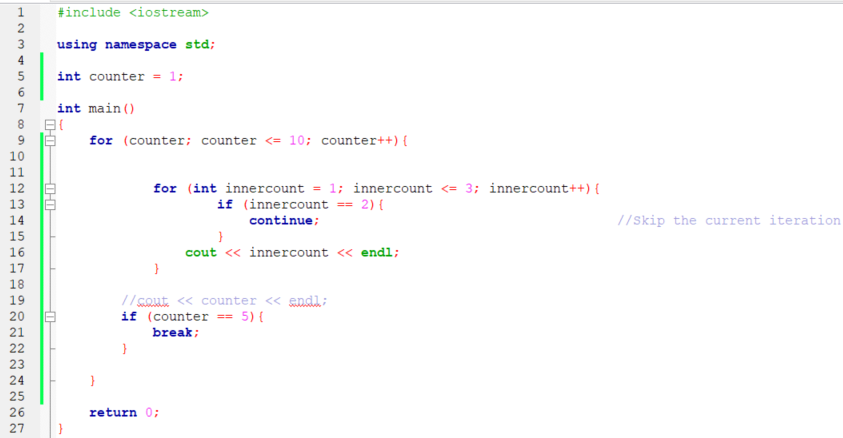 1 #include <iostream>
2
3 using namespace std;
4
5 int counter = 1;
6
7 int main()
8 {
9 for (counter; counter <= 10; counter++){
10
11
12 for (int innercount = 1; innercount <= 3; innercount++){
13 if (innercount == 2){
14 continue; //Skip the current iteration
15 }
16 cout << innercount << endl;
17 }
18
19 //cout << counter << endl;
20 if (counter == 5){
21 break;
22 }
23
24 }
25
26 return 0;
27 }